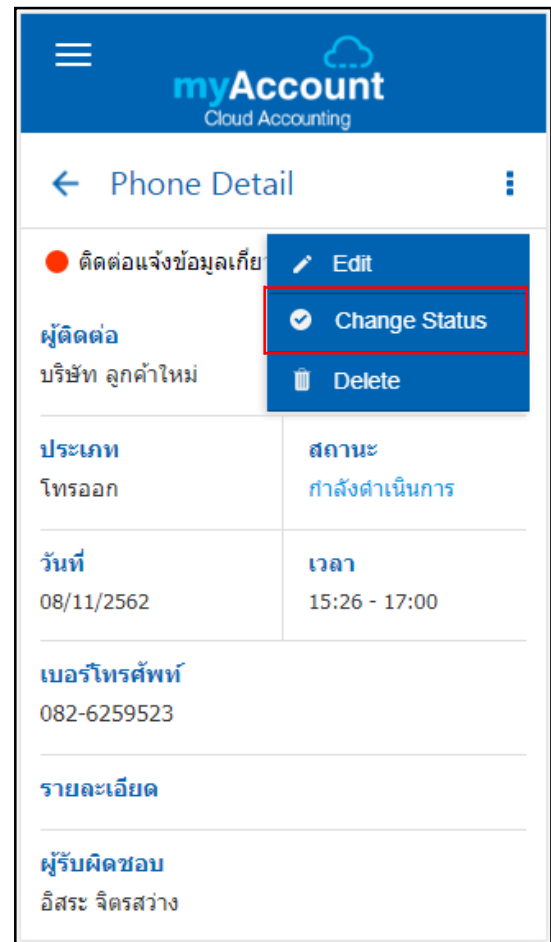 myAccount
Cloud Accounting
Phone Detail
ติดต่อแจ้งข้อมูลเกี่ย
Edit
Change Status
Delete
ผู้ติดต่อ
บริษัท ลูกค้าใหม่
ประเภท
สถานะ
โทรออก
กำลังดำเนินการ
วันที่
เวลา
08/11/2562
15:26 - 17:00
เบอร์โทรศัพท์
082-6259523
รายละเอียด
ผู้รับผิดชอบ
อิสระ จิตรสว่าง